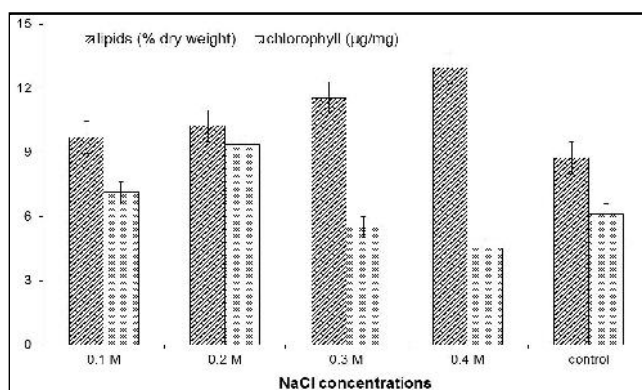 15
lipids (% dry weight) chlorophyll (µg/mg)
12
9
6
3
0
0.1 M 0.2 M 0.3 M 0.4 M control
NaCl concentrations